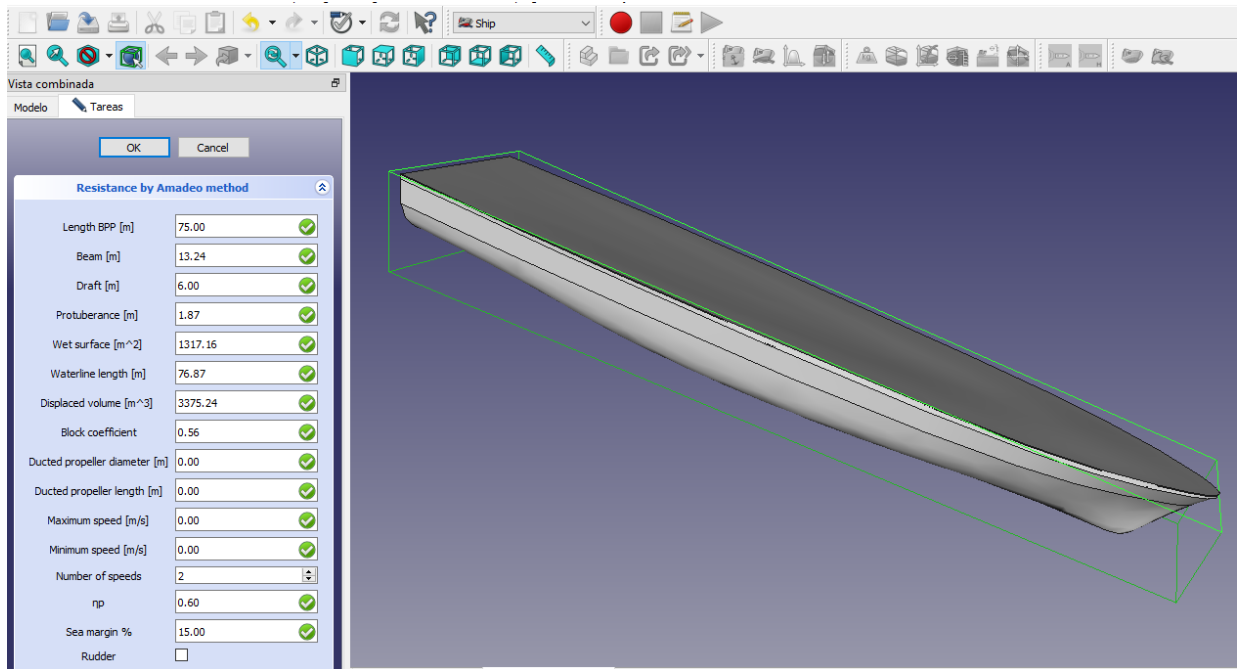 Ship
Vista combinada
Modelo
Tareas
OK
Cancel
Resistance by Amadeo method
Length BPP [m] 75.00
Beam [m] 13.24
Draft [m] 6.00
Protuberance [m] 1.87
Wet surface [m^2] 1317.16
Waterline length [m] 76.87
Displaced volume [m^3] 3375.24
Block coefficient 0.56
Ducted propeller diameter [m] 0.00
Ducted propeller length [m] 0.00
Maximum speed [m/s] 0.00
Minimum speed [m/s] 0.00
Number of speeds 2
ηp 0.60
Sea margin % 15.00
Rudder